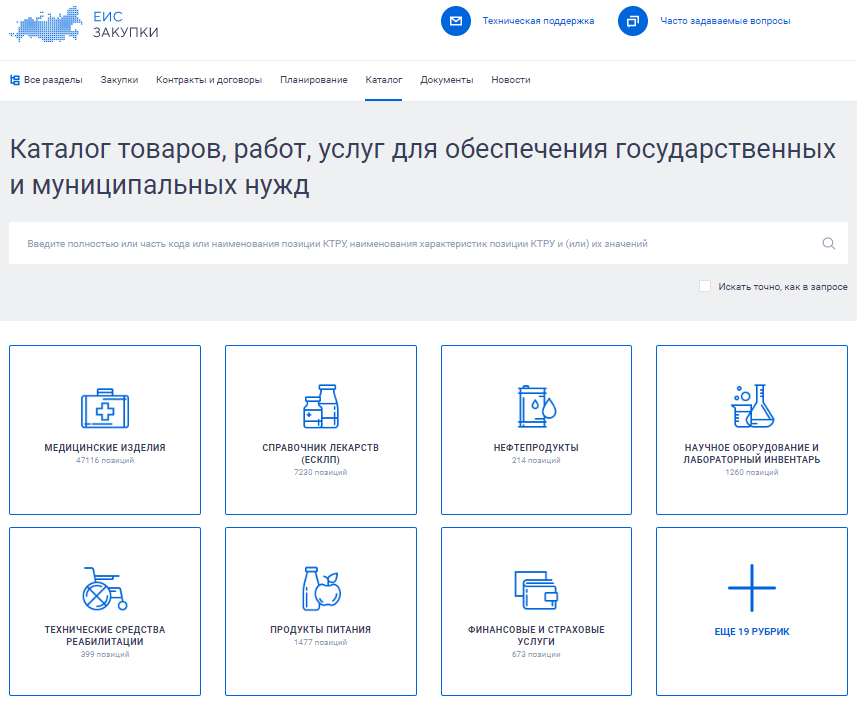 ЕИС
ЗАКУПКИ
Техническая поддержка
Часто задаваемые вопросы
Все разделы Закупки Контракты и договоры Планирование Каталог Документы Новости
Каталог товаров, работ, услуг для обеспечения государственных
и муниципальных нужд
Введите полностью или часть кода или наименования позиции КТРУ, наименования характеристик позиции КТРУ и (или) их значений
Искать точно, как в запросе
МЕДИЦИНСКИЕ ИЗДЕЛИЯ
47116 позиций
СПРАВОЧНИК ЛЕКАРСТВ
(ЕСКЛП)
7230 позиций
НЕФТЕПРОДУКТЫ
214 позиций
НАУЧНОЕ ОБОРУДОВАНИЕ И
ЛАБОРАТОРНЫЙ ИНВЕНТАРЬ
1260 позиций
ТЕХНИЧЕСКИЕ СРЕДСТВА
РЕАБИЛИТАЦИИ
399 позиций
ПРОДУКТЫ ПИТАНИЯ
1477 позиций
ФИНАНСОВЫЕ И СТРАХОВЫЕ
УСЛУГИ
673 позиции
ЕЩЕ 19 РУБРИК